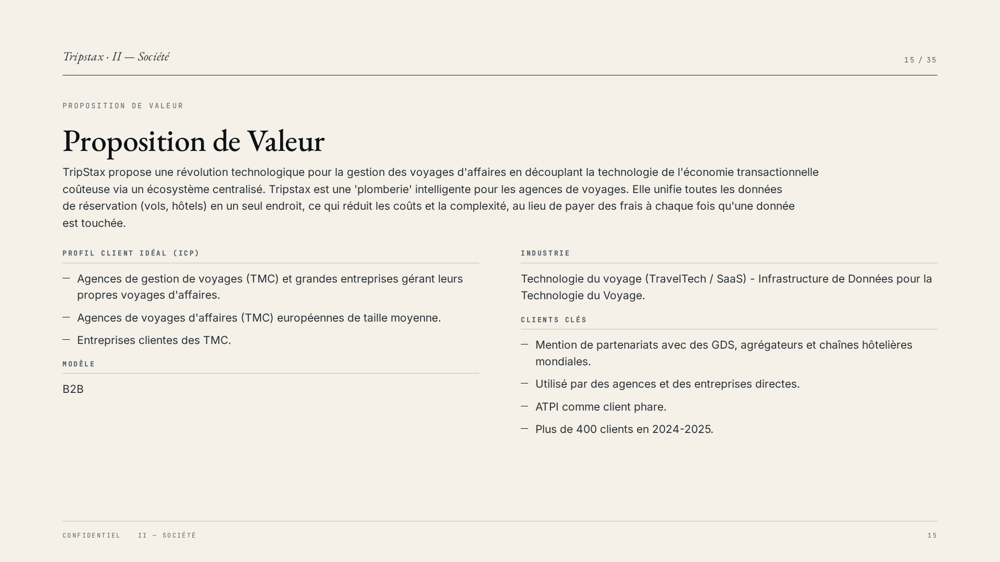 Tripstax · II — Société
15 / 35
PROPOSITION DE VALEUR
Proposition de Valeur
TripStax propose une révolution technologique pour la gestion des voyages d'affaires en découplant la technologie de l'économie transactionnelle
coûteuse via un écosystème centralisé. Tripstax est une 'plomberie' intelligente pour les agences de voyages. Elle unifie toutes les données
de réservation (vols, hôtels) en un seul endroit, ce qui réduit les coûts et la complexité, au lieu de payer des frais à chaque fois qu'une donnée
est touchée.
PROFIL CLIENT IDÉAL (ICP)
— Agences de gestion de voyages (TMC) et grandes entreprises gérant leurs
propres voyages d'affaires.
— Agences de voyages d'affaires (TMC) européennes de taille moyenne.
— Entreprises clientes des TMC.
MODÈLE
B2B
INDUSTRIE
Technologie du voyage (TravelTech / SaaS) - Infrastructure de Données pour la
Technologie du Voyage.
CLIENTS CLÉS
— Mention de partenariats avec des GDS, agrégateurs et chaînes hôtelières
mondiales.
— Utilisé par des agences et des entreprises directes.
— ATPI comme client phare.
— Plus de 400 clients en 2024-2025.
CONFIDENTIEL II — SOCIÉTÉ
15